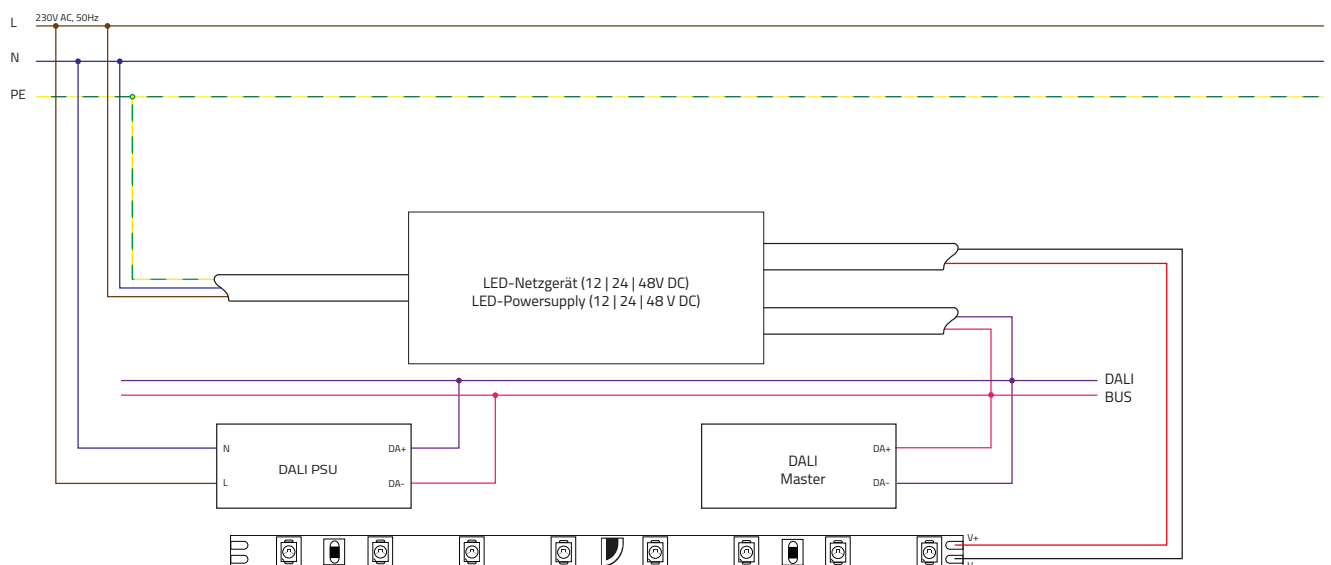 230V AC, 50Hz
L
N
PE
LED-Netzgerät (12 | 24 | 48V DC)
LED-Powersupply (12 | 24 | 48 V DC)
DALI
BUS
N
L
DALI PSU
DA+
DA-
DALI
Master
DA+
DA-
V+